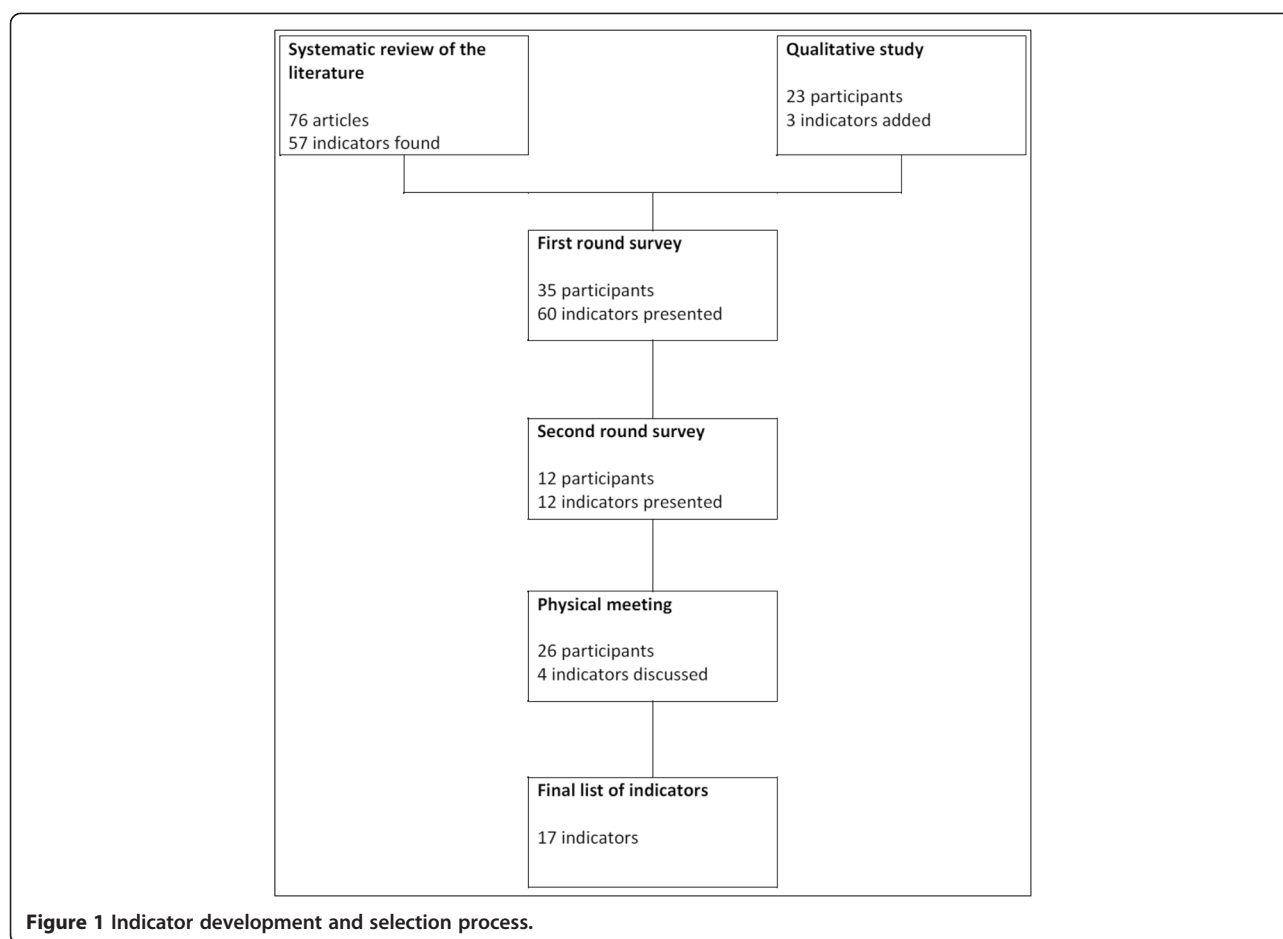 Systematic review of the
literature
76 articles
57 indicators found
Qualitative study
23 participants
3 indicators added
First round survey
35 participants
60 indicators presented
Second round survey
12 participants
12 indicators presented
Physical meeting
26 participants
4 indicators discussed
Final list of indicators
17 indicators
Figure 1 Indicator development and selection process.